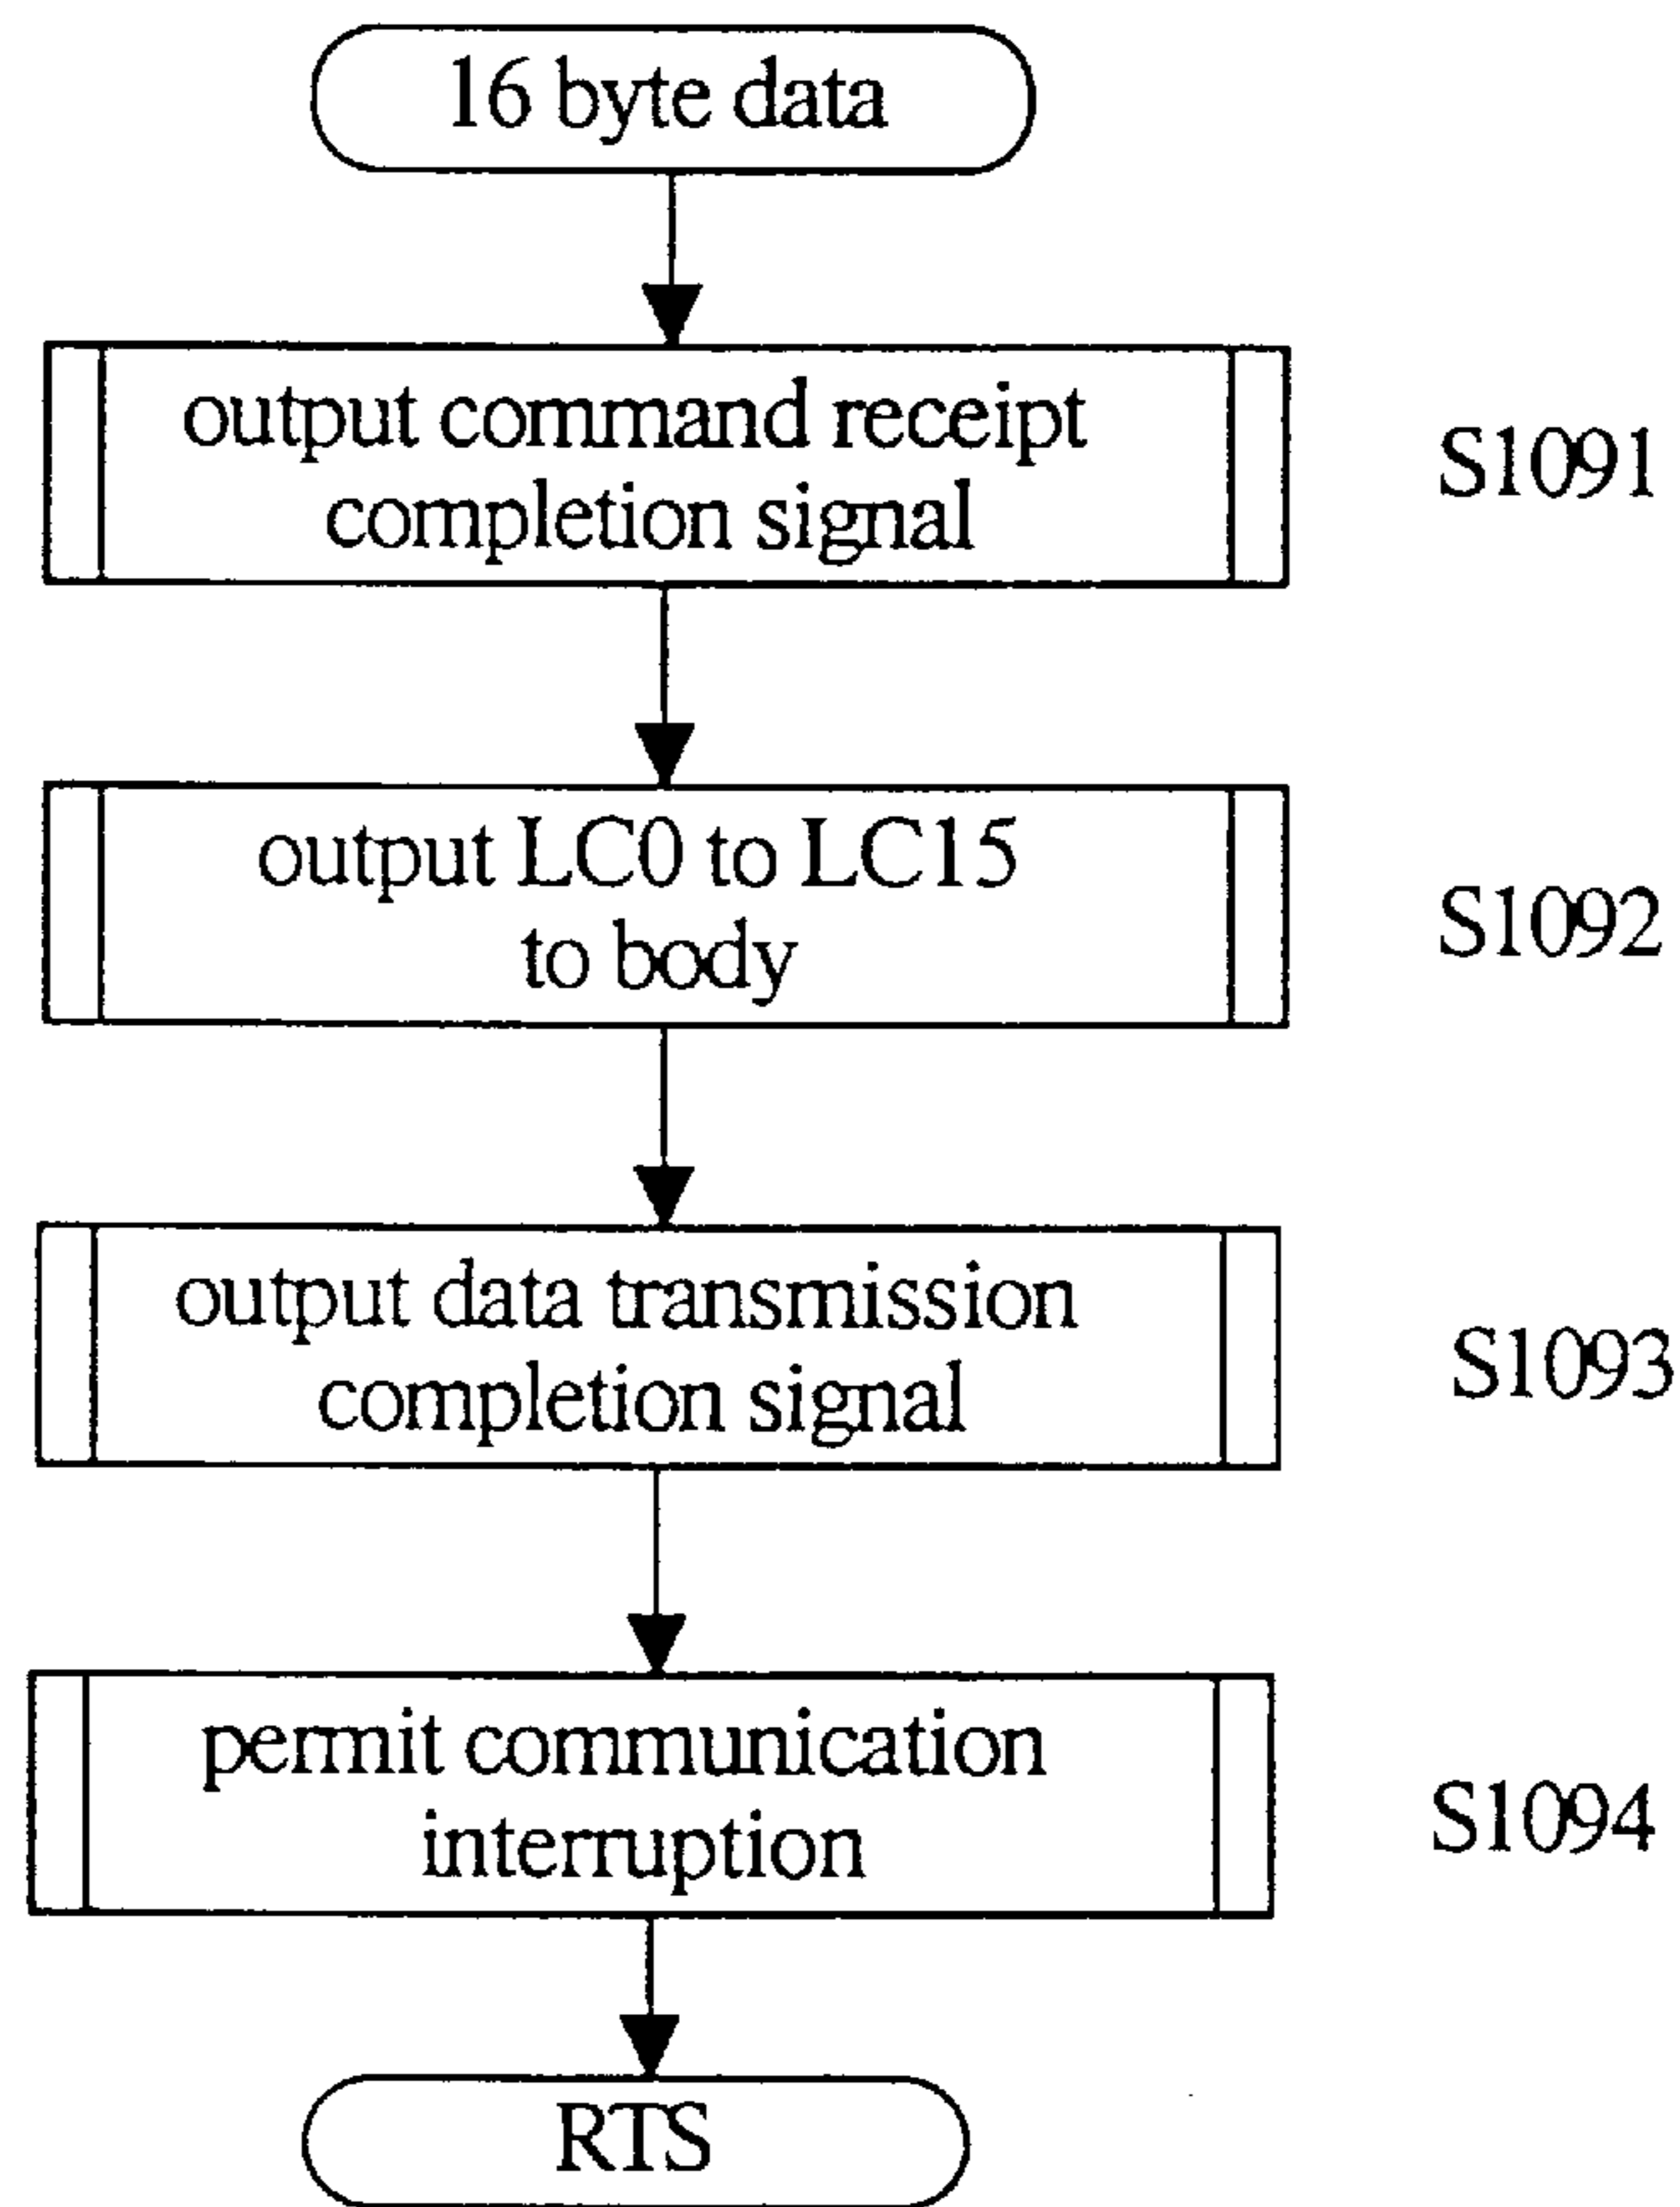 16 byte data
output command receipt
completion signal
S1091
output LC0 to LC15
to body
S1092
output data transmission
completion signal
S1093
permit communication
interruption
S1094
RTS